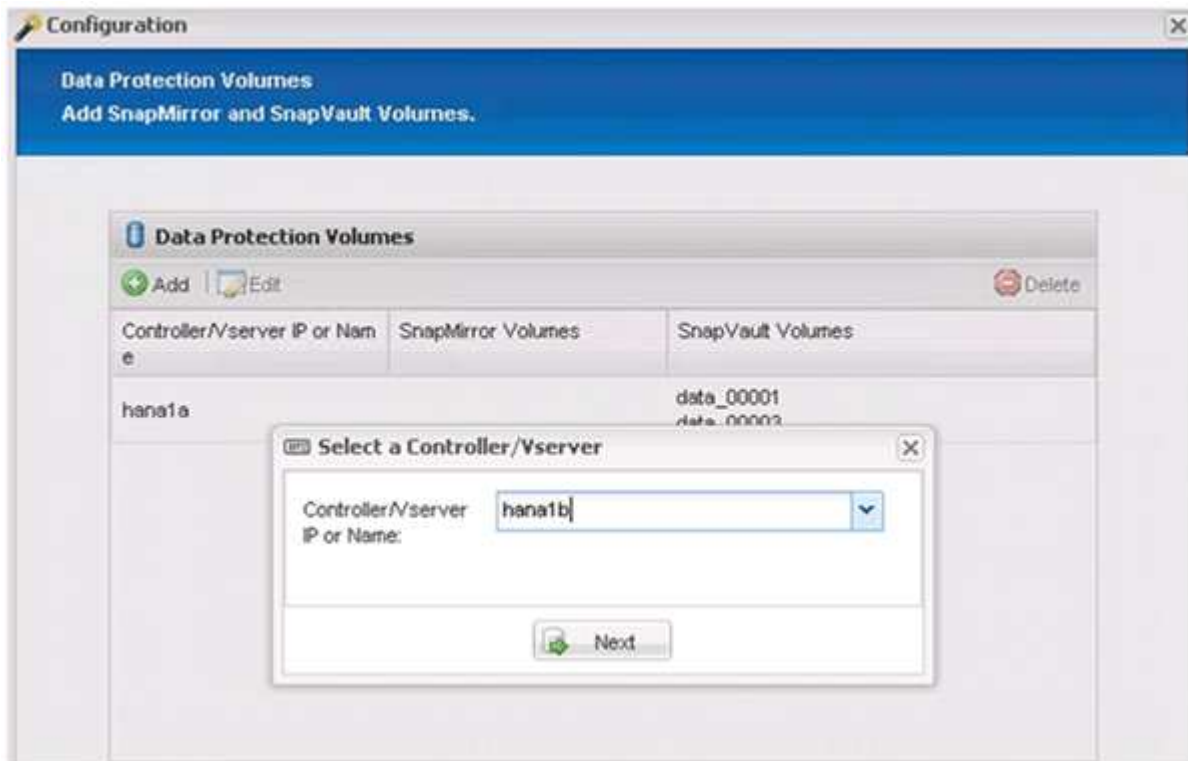 Configuration
Data Protection Volumes
Add SnapMirror and SnapVault Volumes.
Data Protection Volumes
Add
Edit
Delete
Controller/Vserver IP or Nam
e
SnapMirror Volumes
SnapVault Volumes
hana1a
data_00001
data_00003
Select a Controller/Vserver
Controller/Vserver
IP or Name:
hana1b
Next